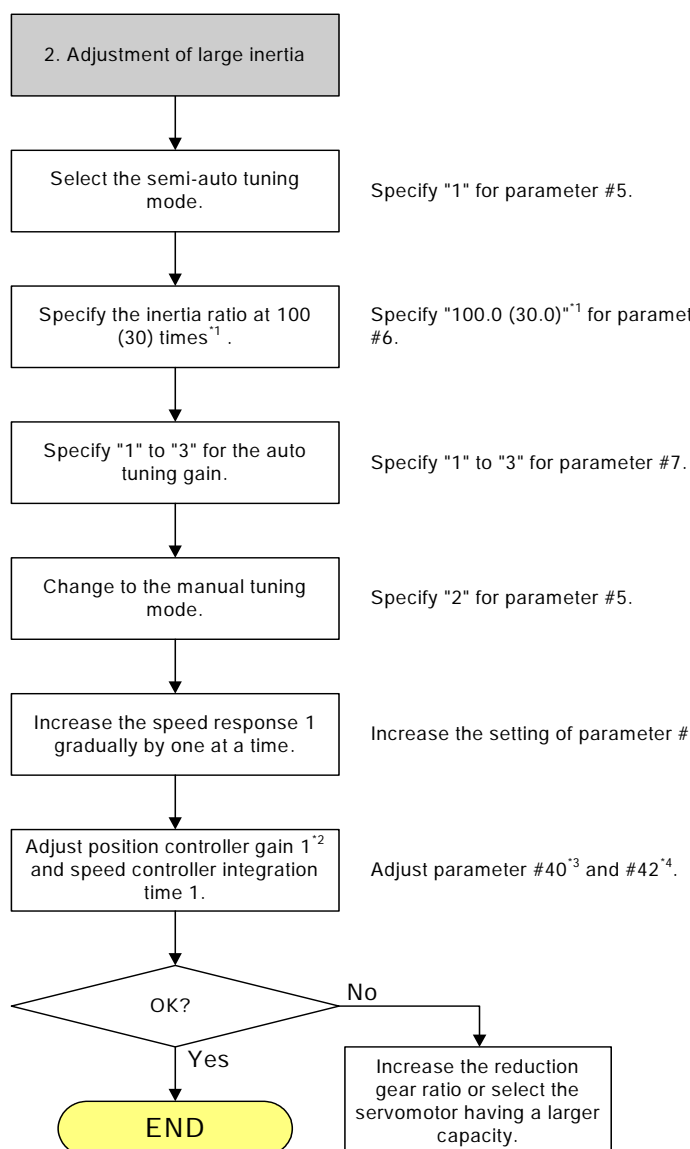 2. Adjustment of large inertia
Select the semi-auto tuning
mode.
Specify "1" for parameter #5.
Specify the inertia ratio at 100
(30) times*1 .
Specify "100.0 (30.0)"*1 for
#6.
Specify "1" to "3" for the auto
tuning gain.
Specify "1" to "3" for parameter #7.
Change to the manual tuning
mode.
Specify "2" for parameter #5.
Increase the speed response 1
gradually by one at a time.
Increase the setting of parameter #
Adjust position controller gain 1*2
and speed controller integration
time 1.
Adjust parameter #40*3 and #42*4.
OK?
No
Yes
Increase the reduction
gear ratio or select the
servomotor having a larger
capacity.
END